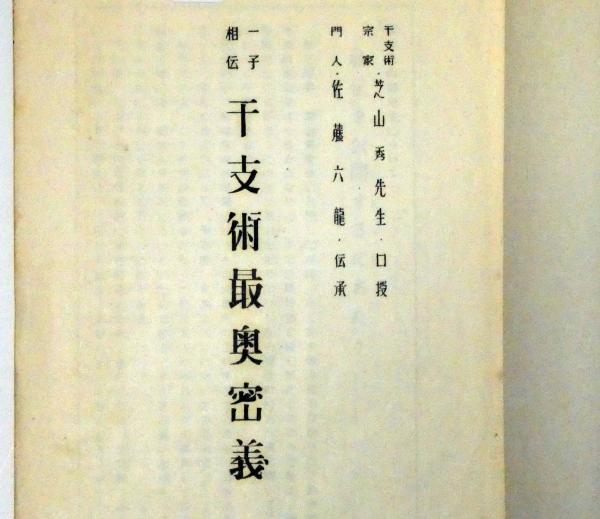 干支術宗家・芝山秀先生・口授
門人・佐藤六龍・伝承
一子相伝 干支術最奥密義